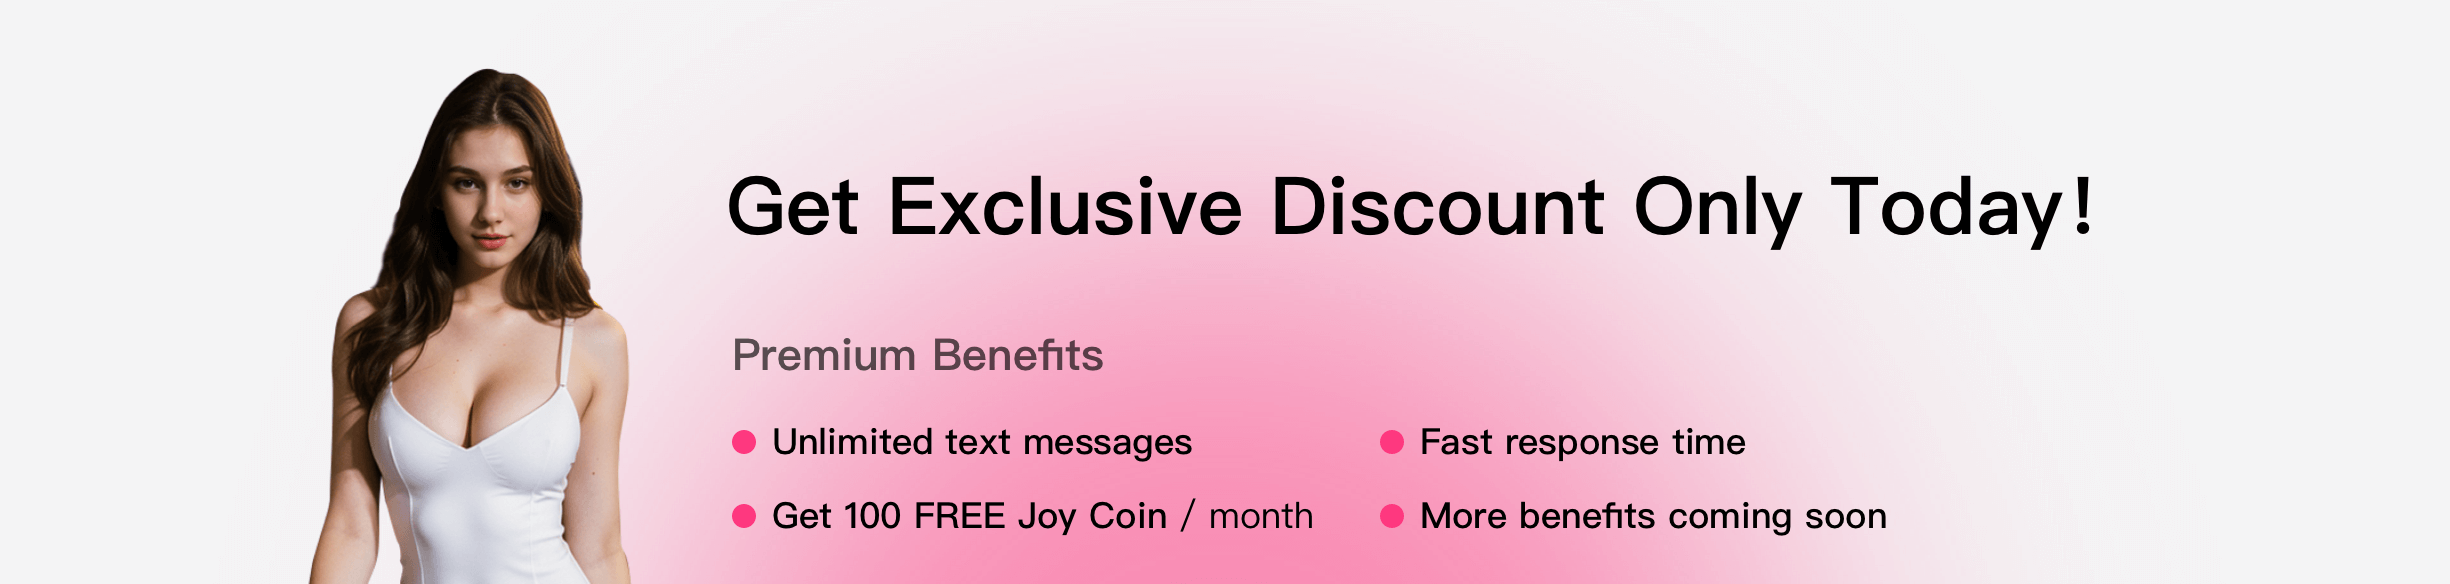 Get Exclusive Discount Only Today!
Premium Benefits
Unlimited text messages
Fast response time
Get 100 FREE Joy Coin / month
More benefits coming soon